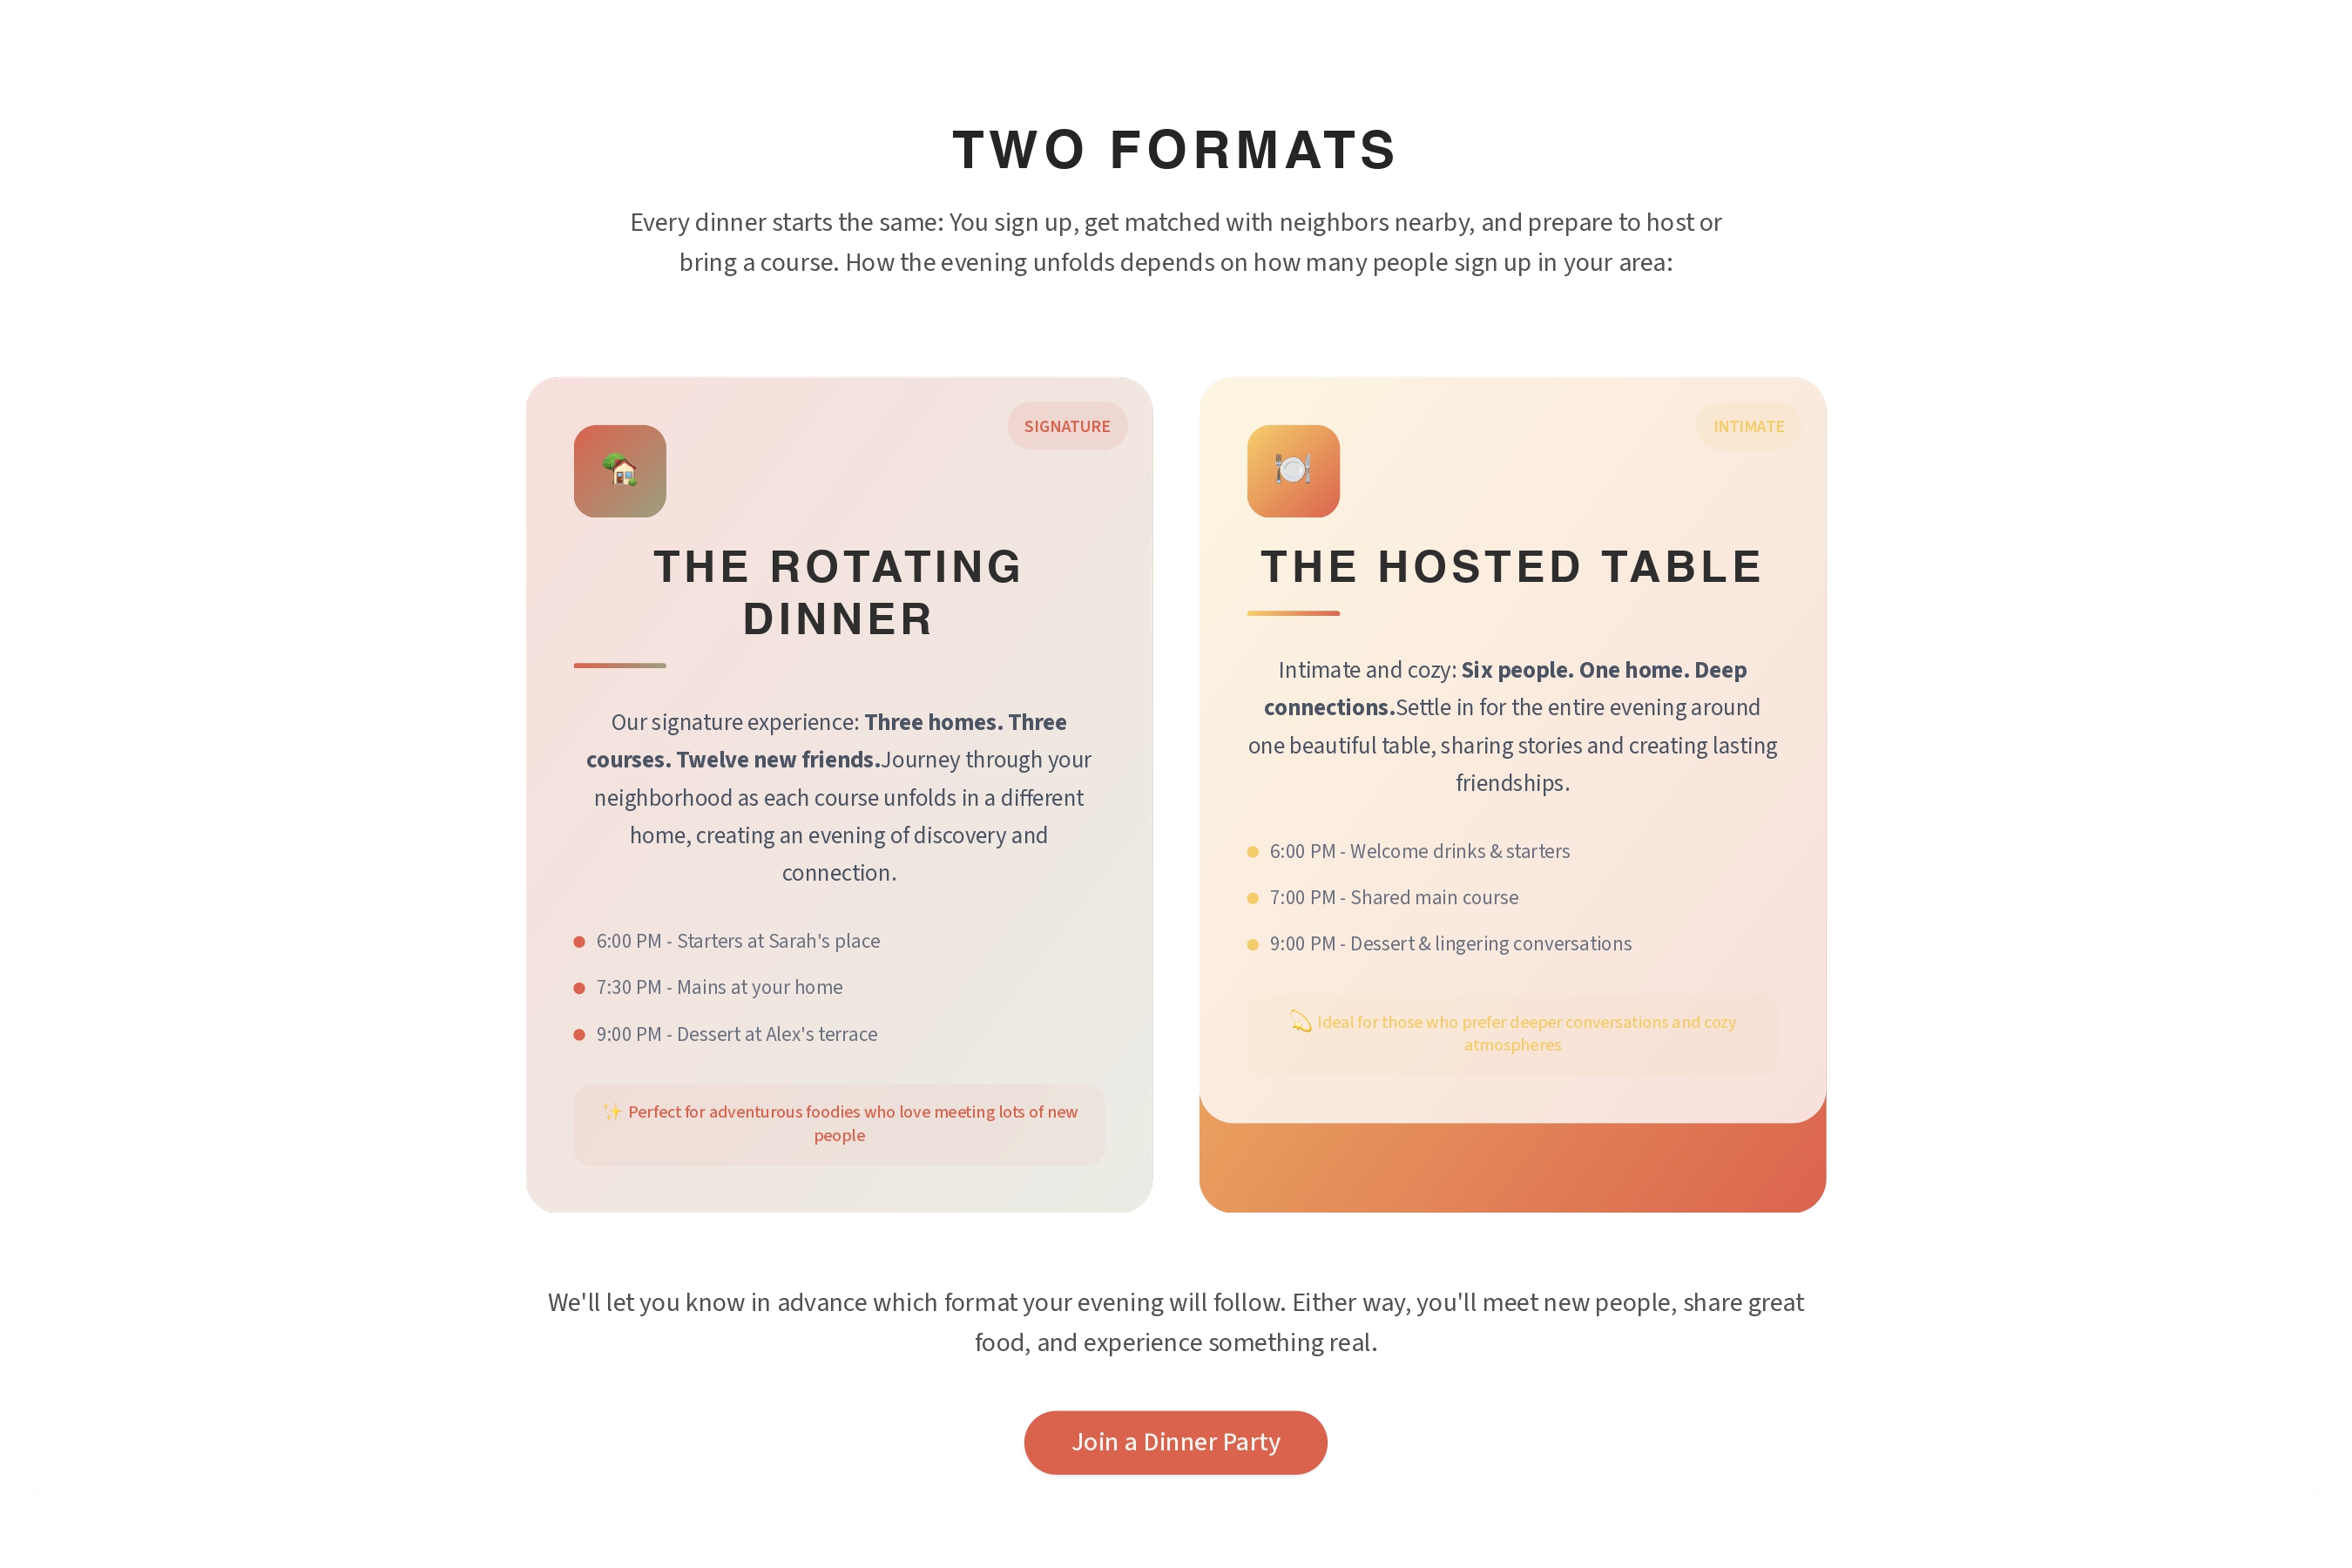 TWO FORMATS
Every dinner starts the same: You sign up, get matched with neighbors nearby, and prepare to host or
bring a course. How the evening unfolds depends on how many people sign up in your area:
SIGNATURE
THE ROTATING
DINNER
Our signature experience: Three homes. Three
courses. Twelve new friends.Journey through your
neighborhood as each course unfolds in a different
home, creating an evening of discovery and
connection.
6:00 PM - Starters at Sarah's place
7:30 PM - Mains at your home
9:00 PM - Dessert at Alex's terrace
✨ Perfect for adventurous foodies who love meeting lots of new
people
INTIMATE
THE HOSTED TABLE
Intimate and cozy: Six people. One home. Deep
connections.Settle in for the entire evening around
one beautiful table, sharing stories and creating lasting
friendships.
6:00 PM - Welcome drinks & starters
7:00 PM - Shared main course
9:00 PM - Dessert & lingering conversations
💫 Ideal for those who prefer deeper conversations and cozy
atmospheres
We'll let you know in advance which format your evening will follow. Either way, you'll meet new people, share great
food, and experience something real.
Join a Dinner Party